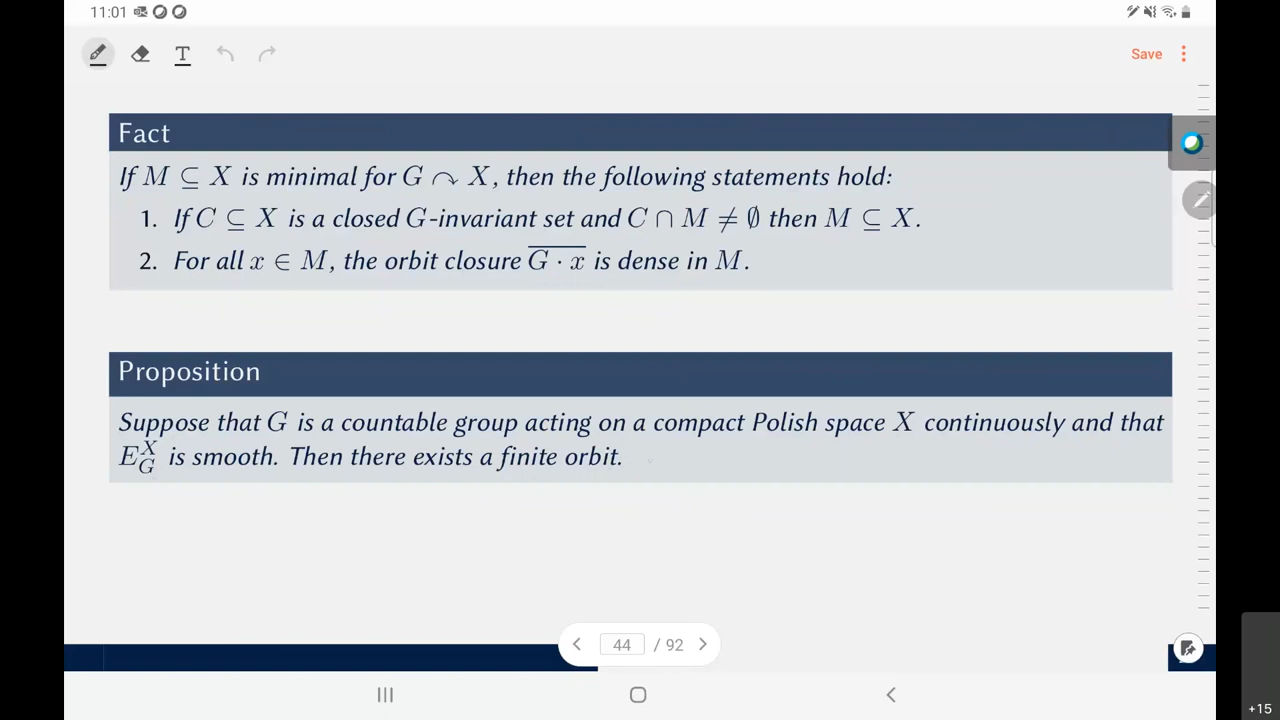 11:01
T
Save
Fact
If M ⊆ X is minimal for G ↷ X, then the following statements hold:
1. If C ⊆ X is a closed G-invariant set and C ∩ M ≠ ∅ then M ⊆ X.
2. For all x ∈ M, the orbit closure \overline{G · x} is dense in M.
Proposition
Suppose that G is a countable group acting on a compact Polish space X continuously and that
E_G^X is smooth. Then there exists a finite orbit.
44 / 92
+15